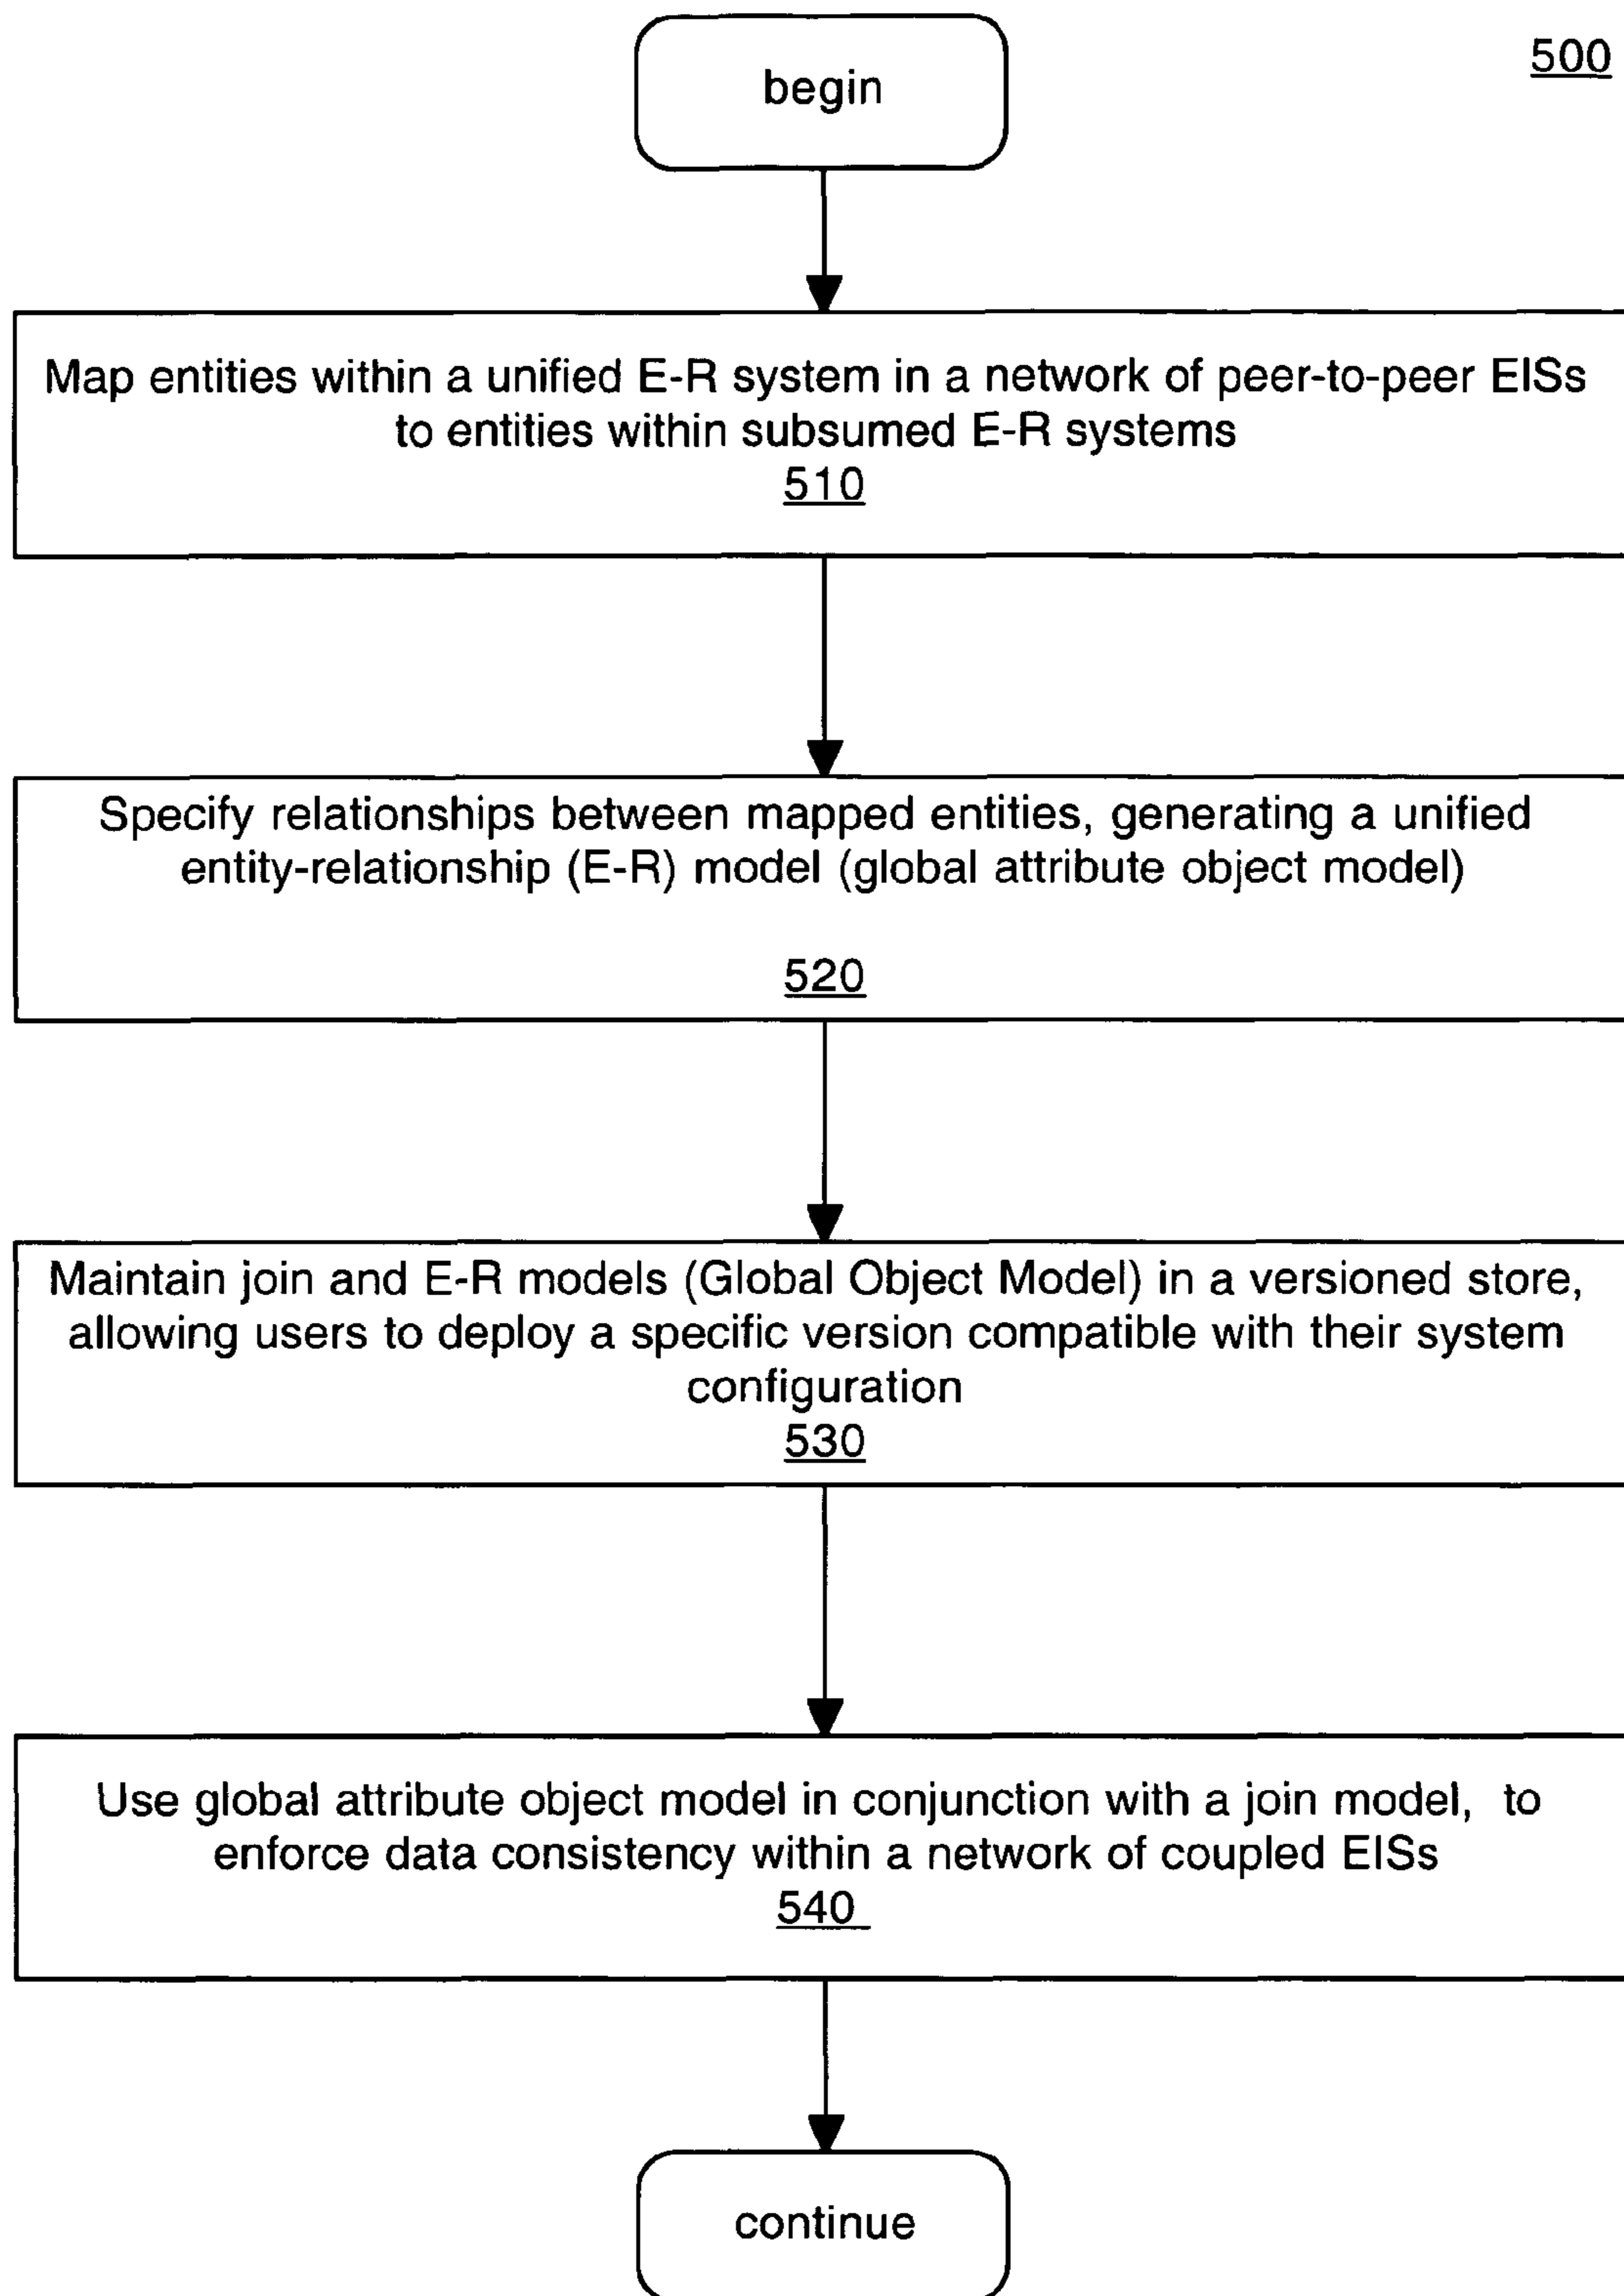 500
begin
Map entities within a unified E-R system in a network of peer-to-peer EISs
to entities within subsumed E-R systems
510
Specify relationships between mapped entities, generating a unified
entity-relationship (E-R) model (global attribute object model)
520
Maintain join and E-R models (Global Object Model) in a versioned store,
allowing users to deploy a specific version compatible with their system
configuration
530
Use global attribute object model in conjunction with a join model, to
enforce data consistency within a network of coupled EISs
540
continue